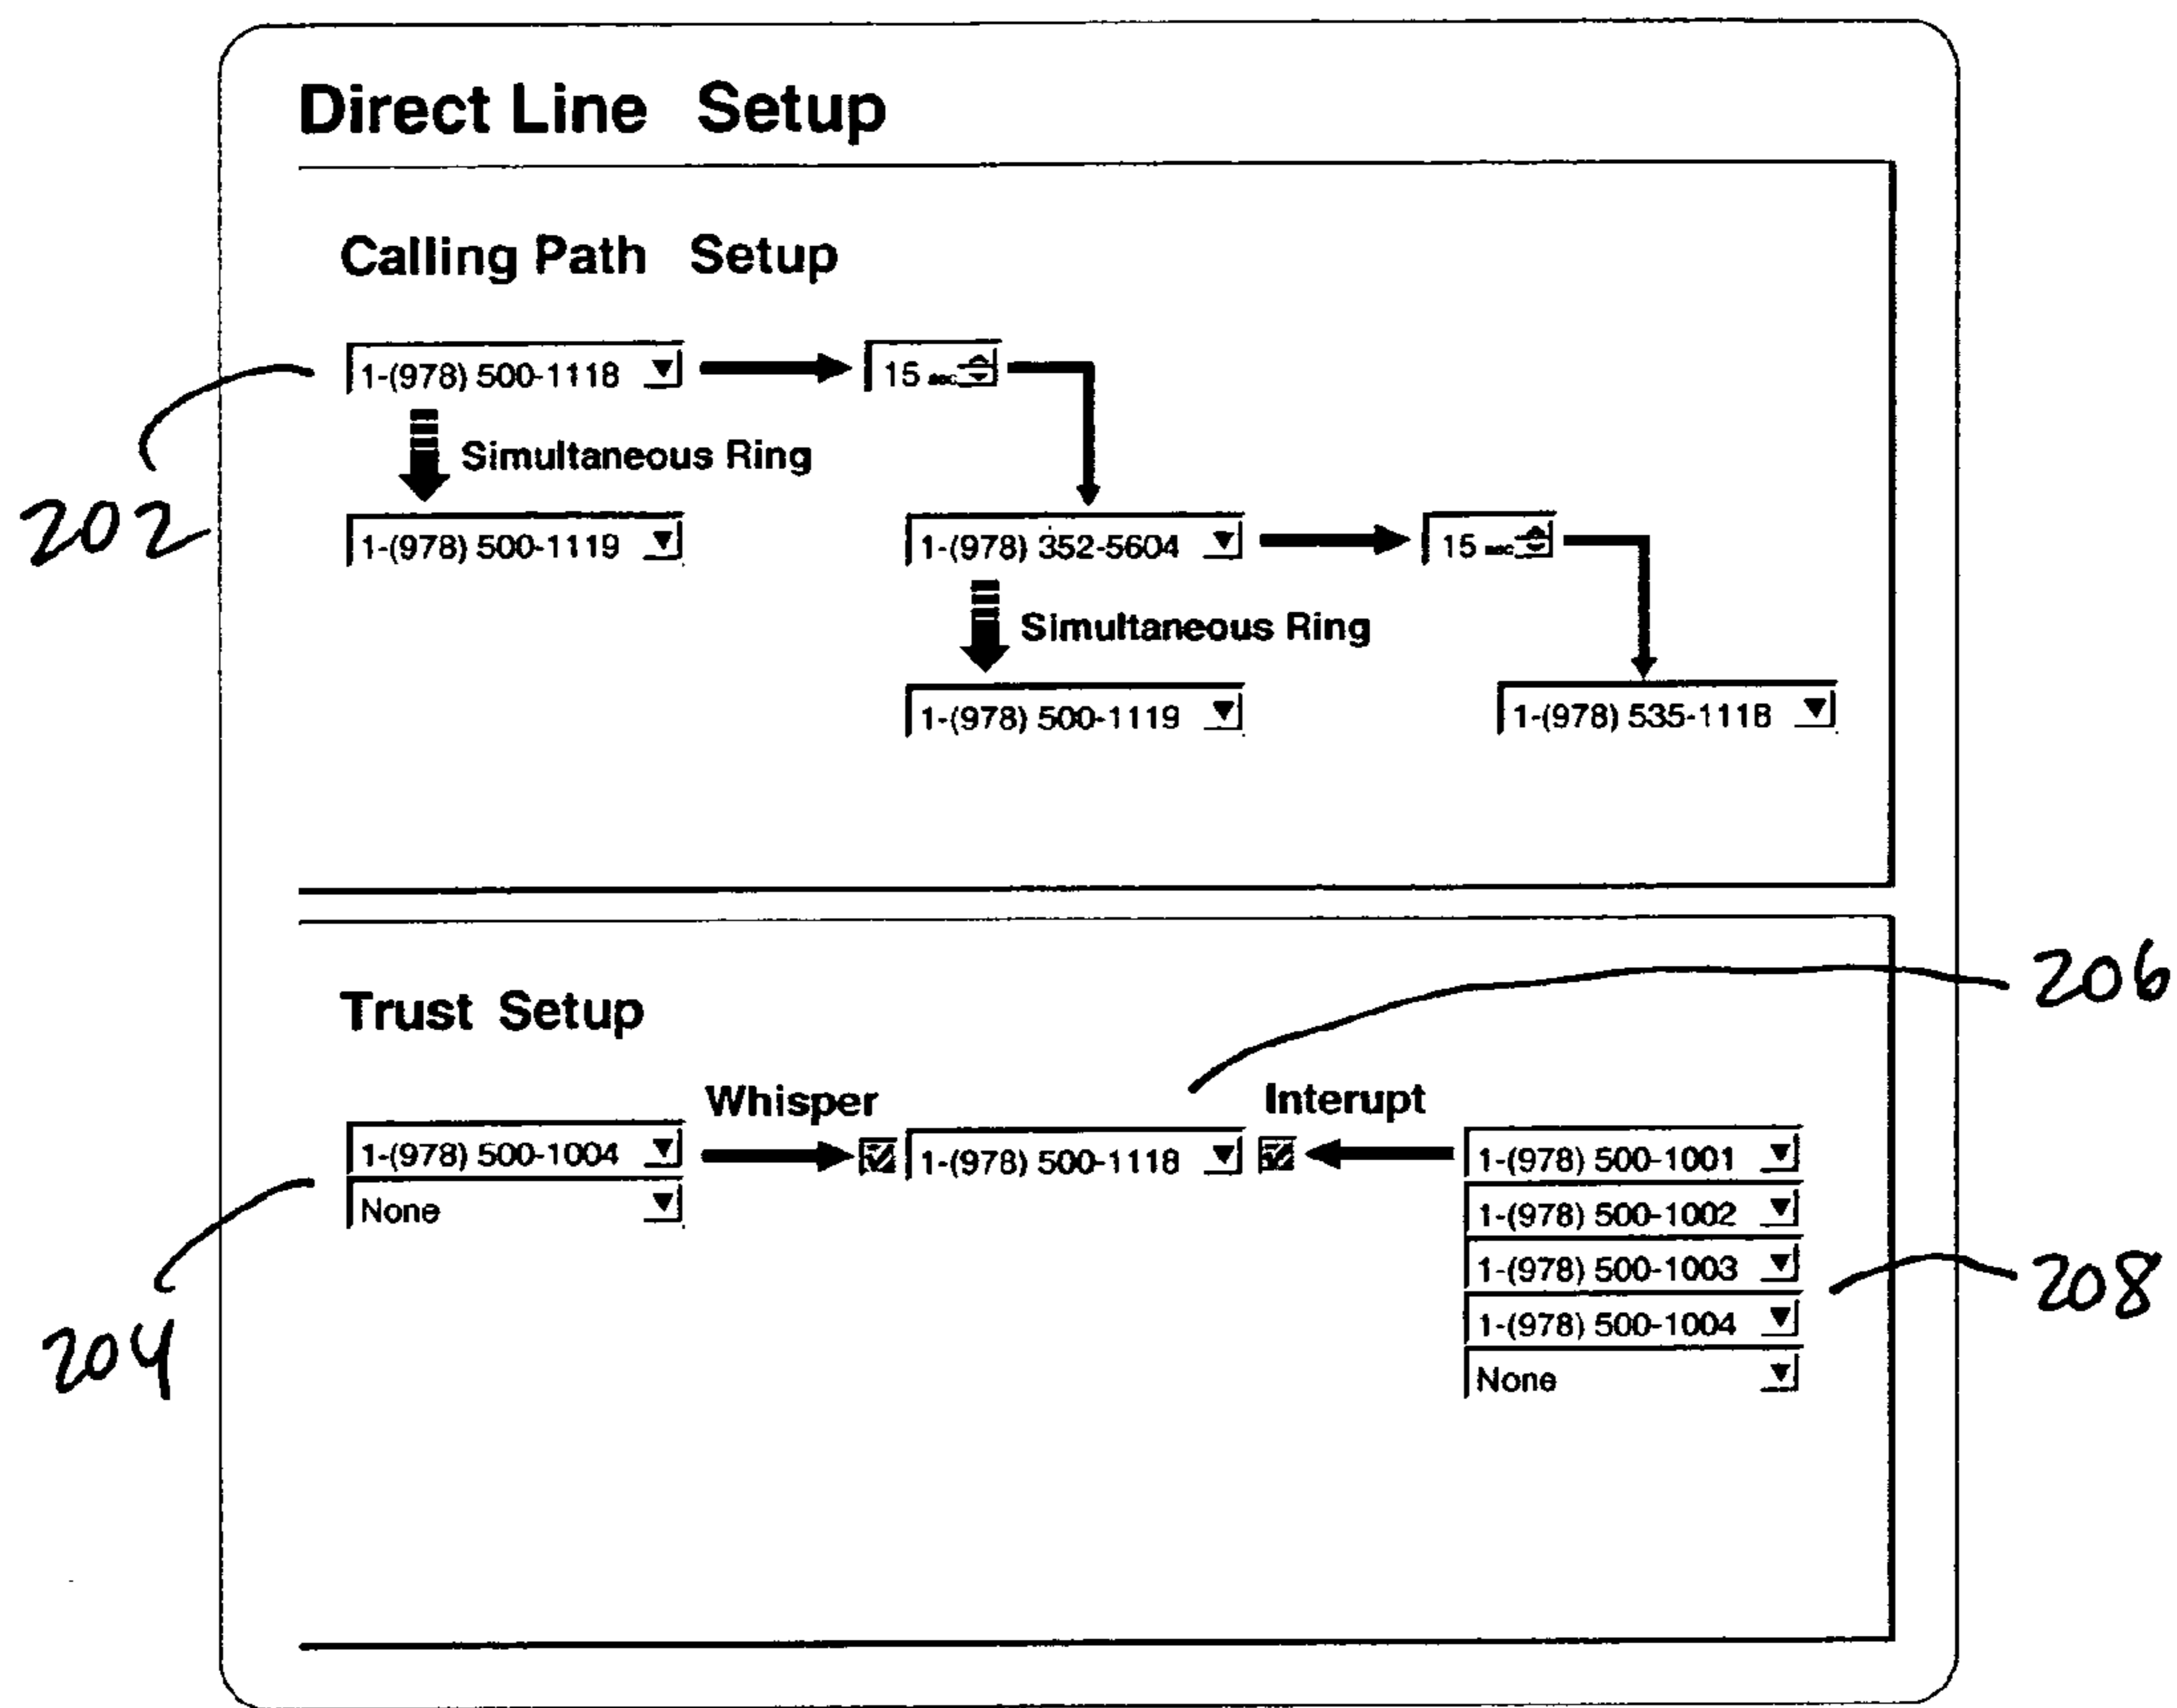 Direct Line Setup
Calling Path Setup
1-(978) 500-1118
15 sec
Simultaneous Ring
202
1-(978) 500-1119
1-(978) 352-5604
15 sec
Simultaneous Ring
1-(978) 500-1119
1-(978) 535-1118
206
Trust Setup
Whisper
Interupt
1-(978) 500-1004
1-(978) 500-1118
1-(978) 500-1001
None
1-(978) 500-1002
1-(978) 500-1003
208
1-(978) 500-1004
204
None